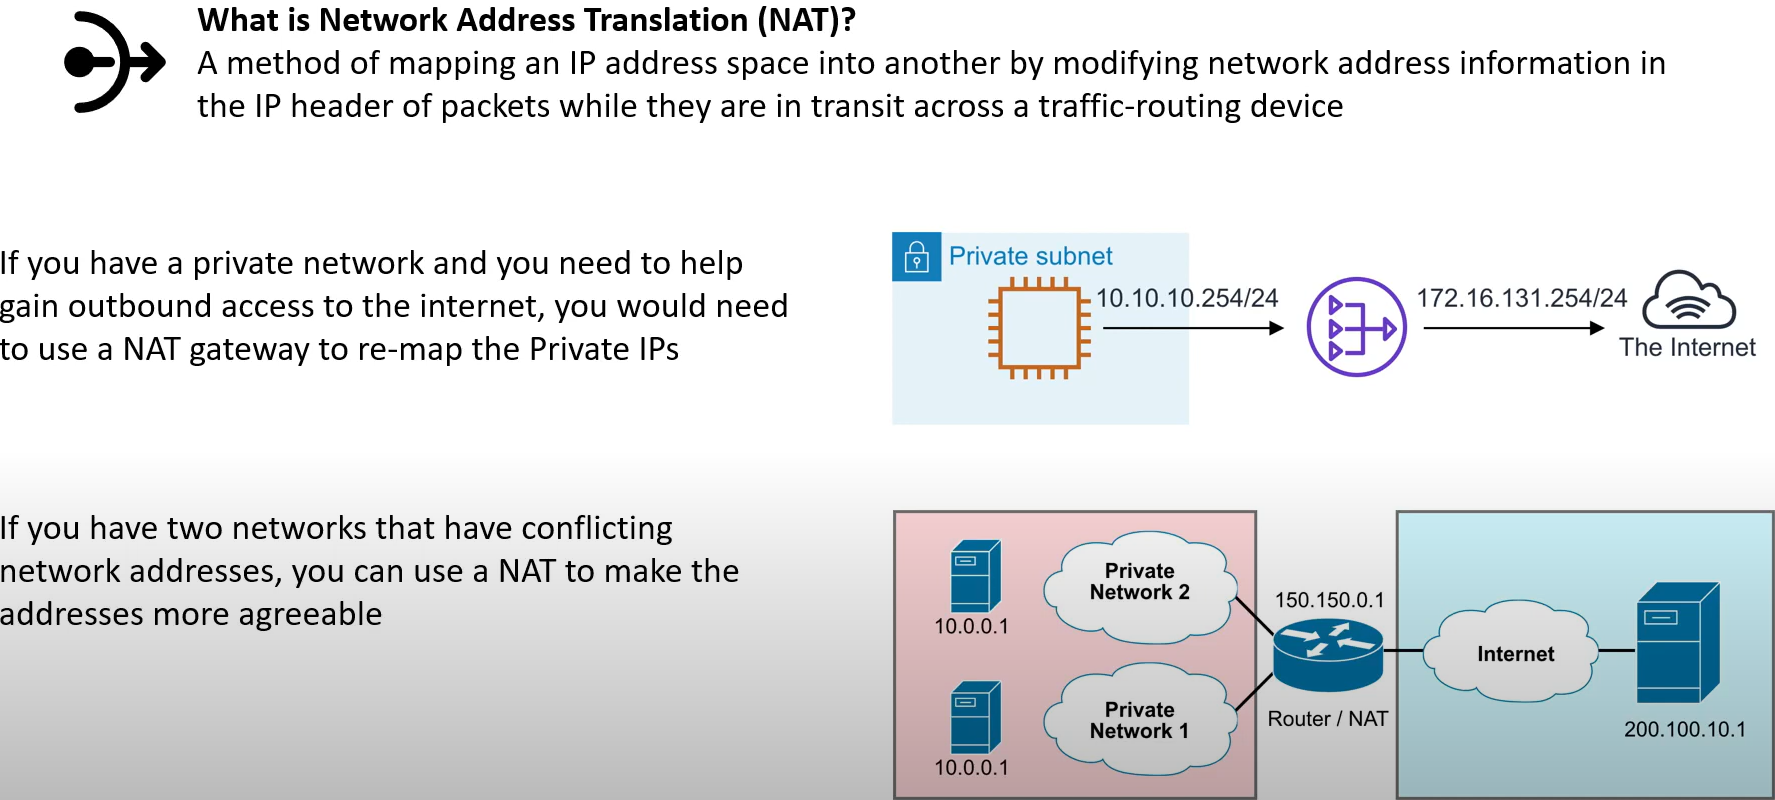 What is Network Address Translation (NAT)?
A method of mapping an IP address space into another by modifying network address information in
the IP header of packets while they are in transit across a traffic-routing device
If you have a private network and you need to help
gain outbound access to the internet, you would need
to use a NAT gateway to re-map the Private IPs
Private subnet
10.10.10.254/24
172.16.131.254/24
The Internet
If you have two networks that have conflicting
network addresses, you can use a NAT to make the
addresses more agreeable
10.0.0.1
Private
Network 2
10.0.0.1
Private
Network 1
150.150.0.1
Router / NAT
Internet
200.100.10.1